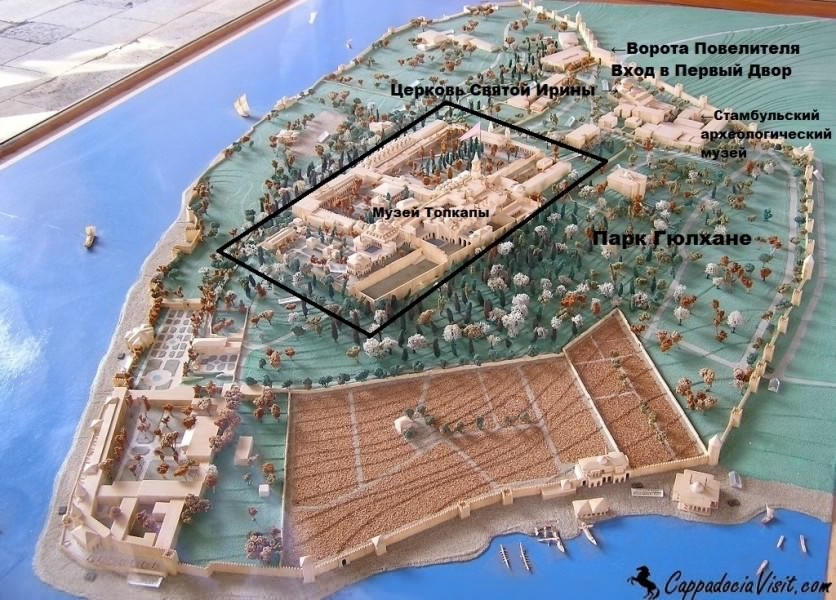 ←Ворота Повелителя
Вход в Первый Двор
Церковь Святой Ирины
←Стамбульский
археологический
музей
Музей Топкапы
Парк Гюлхане
CappadociaVisit.com